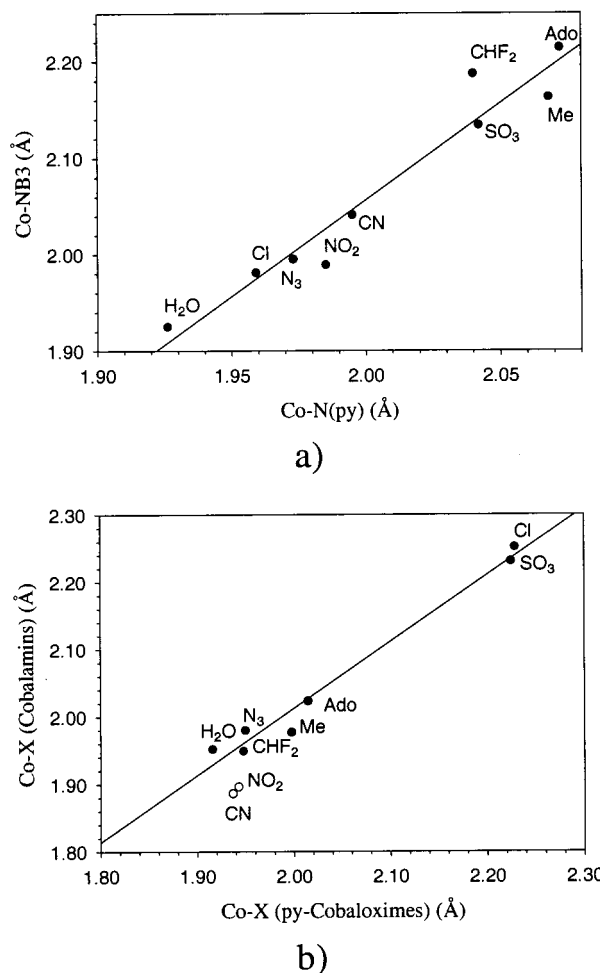 2.20
2.10
2.00
1.90
Co-NB3 (Å)
CHF₂
Ado
Me
SO₃
CN
NO₂
Cl
N₃
H₂O
1.90
1.95
2.00
2.05
Co-N(py) (Å)
a)
2.30
2.20
2.10
2.00
1.90
1.80
Co-X (Cobalamins) (Å)
Cl
SO₃
Ado
N₃
H₂O
Me
CHF₂
NO₂
CN
1.80
1.90
2.00
2.10
2.20
2.30
Co-X (py-Cobaloximes) (Å)
b)